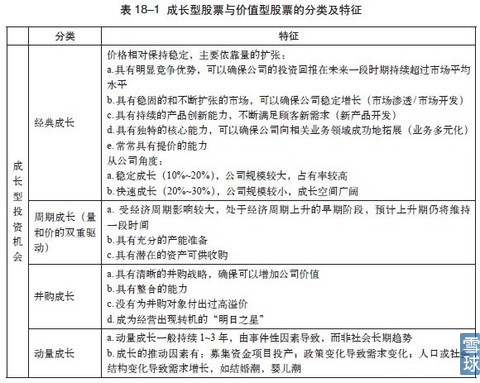 表 18–1 成长型股票与价值型股票的分类及特征
分类
特征
成长型投资机会
经典成长
价格相对保持稳定，主要依靠量的扩张：
a.具有明显竞争优势，可以确保公司的投资回报在未来一段时期持续超过市场平均
水平
b.具有稳固的和不断扩张的市场，可以确保公司稳定增长（市场渗透/市场开发）
c.具有持续的产品创新能力，不断满足顾客新需求（新产品开发）
d.具有独特的核心能力，可以确保公司向相关业务领域成功地拓展（业务多元化）
e.常常具有提价的能力
从公司角度：
a.稳定成长（10%~20%），公司规模较大，占有率较高
b.快速成长（20%~30%），公司规模较小，成长空间广阔
周期成长（量
和价的双重驱
动）
a. 受经济周期影响较大，处于经济周期上升的早期阶段，预计上升期仍将维持
一段时间
b.具有充分的产能准备
c.具有潜在的资产可供收购
并购成长
a.具有清晰的并购战略，确保可以增加公司价值
b.具有整合的能力
c.没有为并购对象付出过高溢价
d.成为经营出现转机的“明日之星”
动量成长
a.动量成长一般持续1~3年，由事件性因素导致，而非社会长期趋势
b.成长的推动因素有：募集资金项目投产；政策变化导致需求变化；人口或社
结构变化导致需求增长，如结婚潮，婴儿潮
雪球